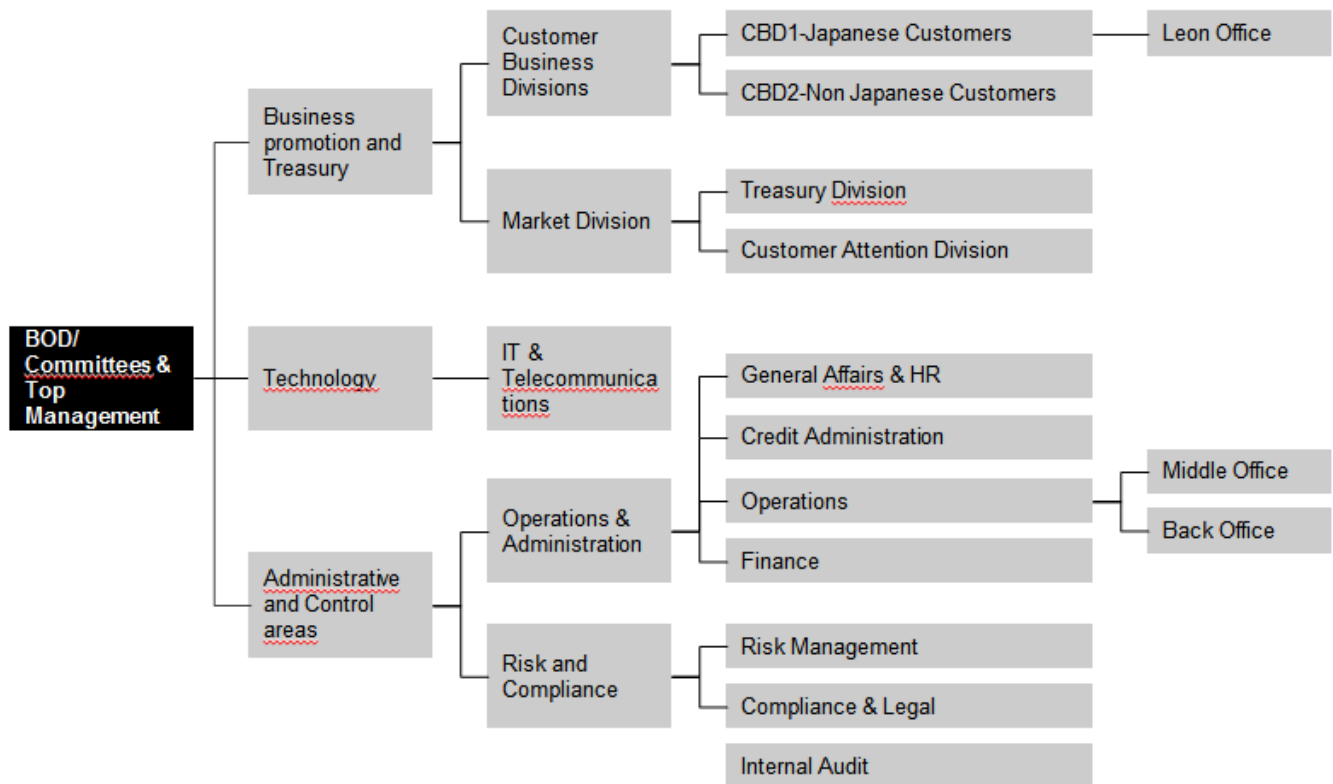 BOD/
Committees &
Top
Management
Business
promotion and
Treasury
Customer
Business
Divisions
CBD1-Japanese Customers
Leon Office
CBD2-Non Japanese Customers
Market Division
Treasury Division
Customer Attention Division
Technology
IT &
Telecommunica
tions
Administrative
and Control
areas
Operations &
Administration
General Affairs & HR
Credit Administration
Operations
Middle Office
Back Office
Finance
Risk and
Compliance
Risk Management
Compliance & Legal
Internal Audit